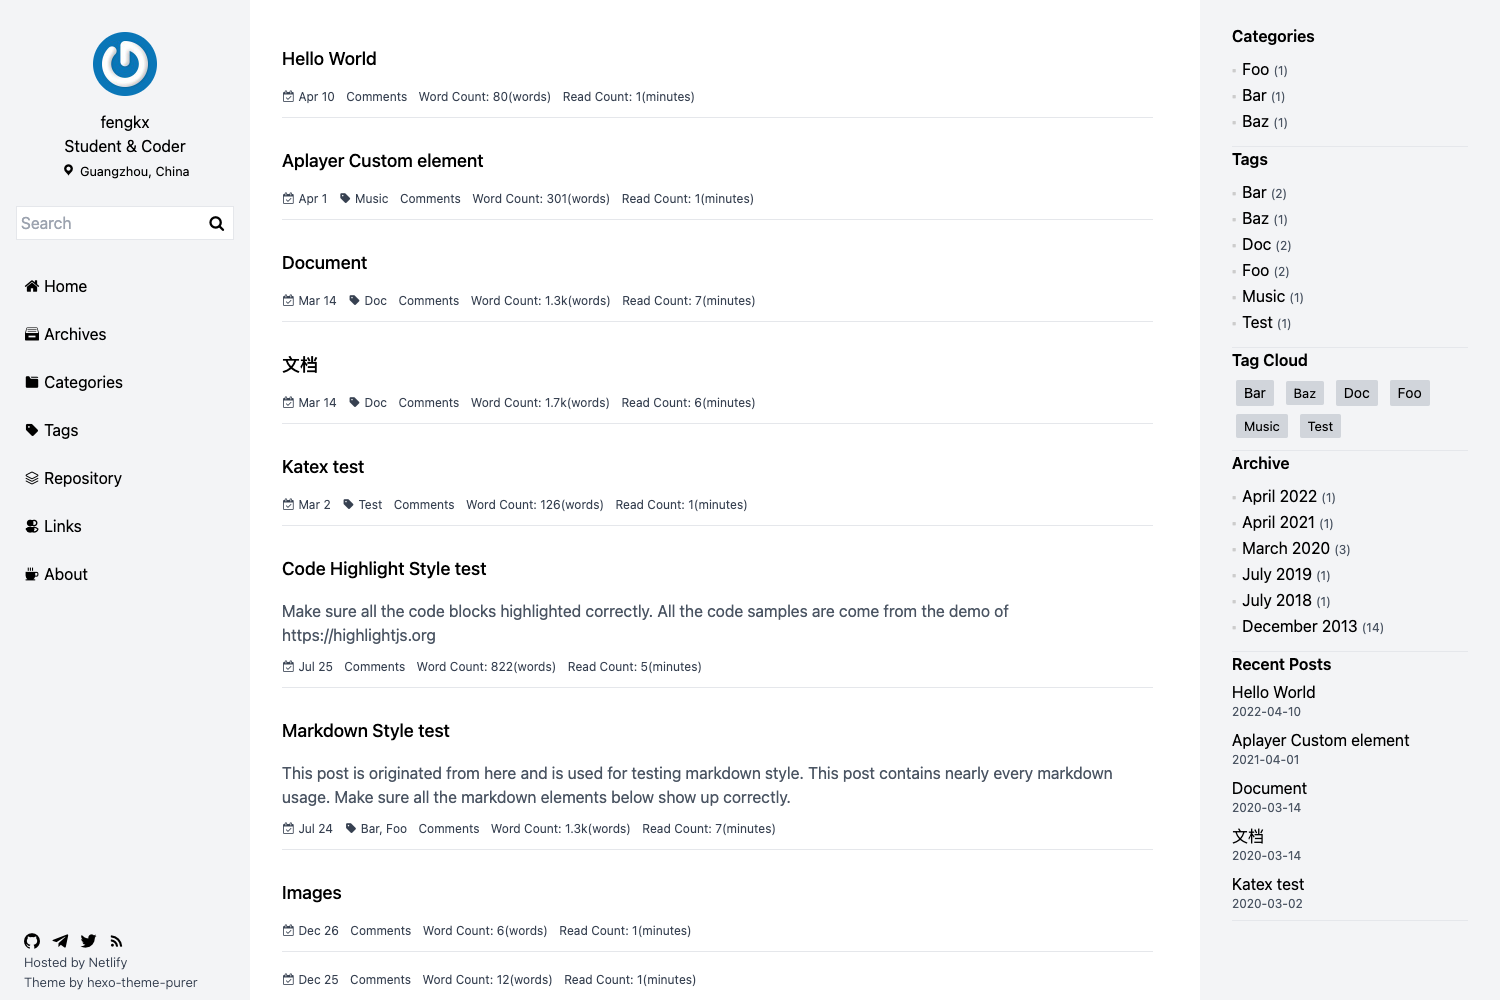 fengkx
Student & Coder
Guangzhou, China
Search
Home
Archives
Categories
Tags
Repository
Links
About
Hosted by Netlify
Theme by hexo-theme-purer
Hello World
Apr 10 Comments Word Count: 80(words) Read Count: 1(minutes)
Aplayer Custom element
Apr 1 Music Comments Word Count: 301(words) Read Count: 1(minutes)
Document
Mar 14 Doc Comments Word Count: 1.3k(words) Read Count: 7(minutes)
文档
Mar 14 Doc Comments Word Count: 1.7k(words) Read Count: 6(minutes)
Katex test
Mar 2 Test Comments Word Count: 126(words) Read Count: 1(minutes)
Code Highlight Style test
Make sure all the code blocks highlighted correctly. All the code samples are come from the demo of
https://highlightjs.org
Jul 25 Comments Word Count: 822(words) Read Count: 5(minutes)
Markdown Style test
This post is originated from here and is used for testing markdown style. This post contains nearly every markdown
usage. Make sure all the markdown elements below show up correctly.
Jul 24 Bar, Foo Comments Word Count: 1.3k(words) Read Count: 7(minutes)
Images
Dec 26 Comments Word Count: 6(words) Read Count: 1(minutes)
Dec 25 Comments Word Count: 12(words) Read Count: 1(minutes)
Categories
Foo (1)
Bar (1)
Baz (1)
Tags
Bar (2)
Baz (1)
Doc (2)
Foo (2)
Music (1)
Test (1)
Tag Cloud
Bar Baz Doc Foo
Music Test
Archive
April 2022 (1)
April 2021 (1)
March 2020 (3)
July 2019 (1)
July 2018 (1)
December 2013 (14)
Recent Posts
Hello World
2022-04-10
Aplayer Custom element
2021-04-01
Document
2020-03-14
文档
2020-03-14
Katex test
2020-03-02